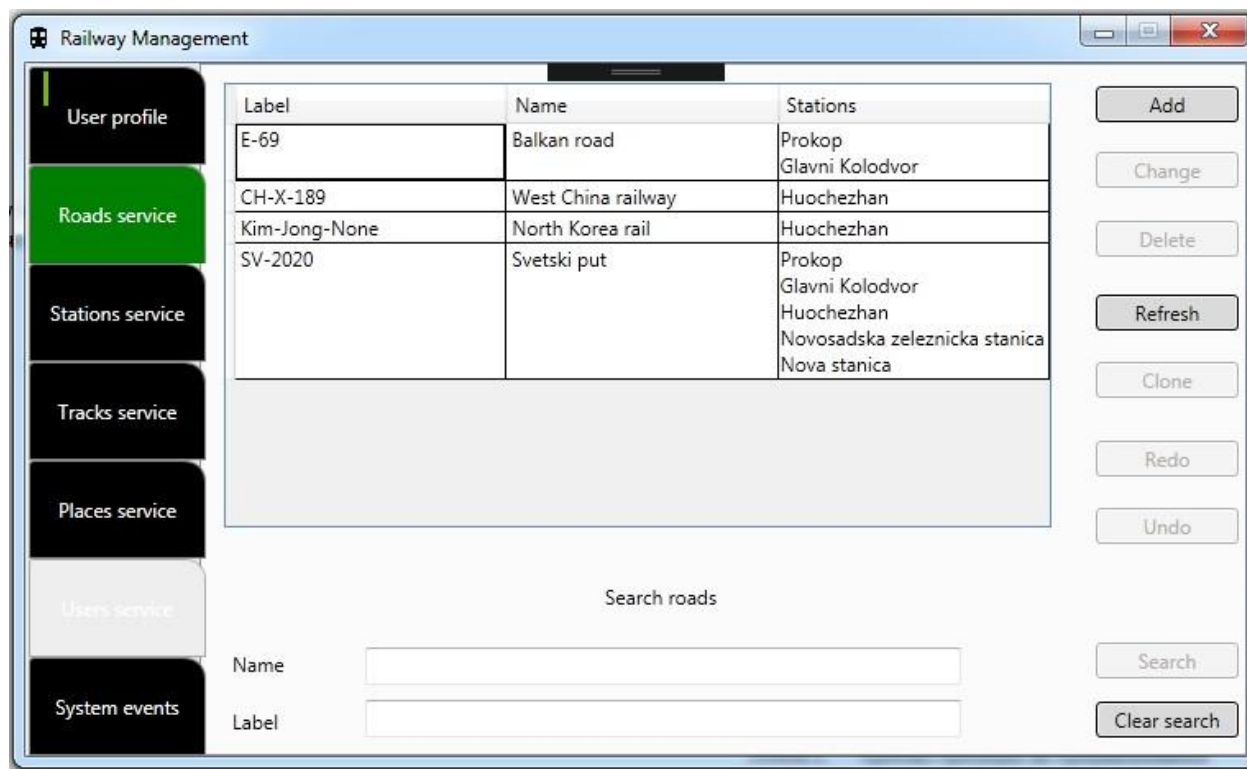 Railway Management
User profile
Roads service
Stations service
Tracks service
Places service
Users service
System events
Label Name Stations
E-69 Balkan road Prokop
Glavni Kolodvor
CH-X-189 West China railway Huochezhan
Kim-Jong-None North Korea rail Huochezhan
SV-2020 Svetski put Prokop
Glavni Kolodvor
Huochezhan
Novosadska zeleznicka stanica
Nova stanica
Add
Change
Delete
Refresh
Clone
Redo
Undo
Search roads
Name
Label
Search
Clear search